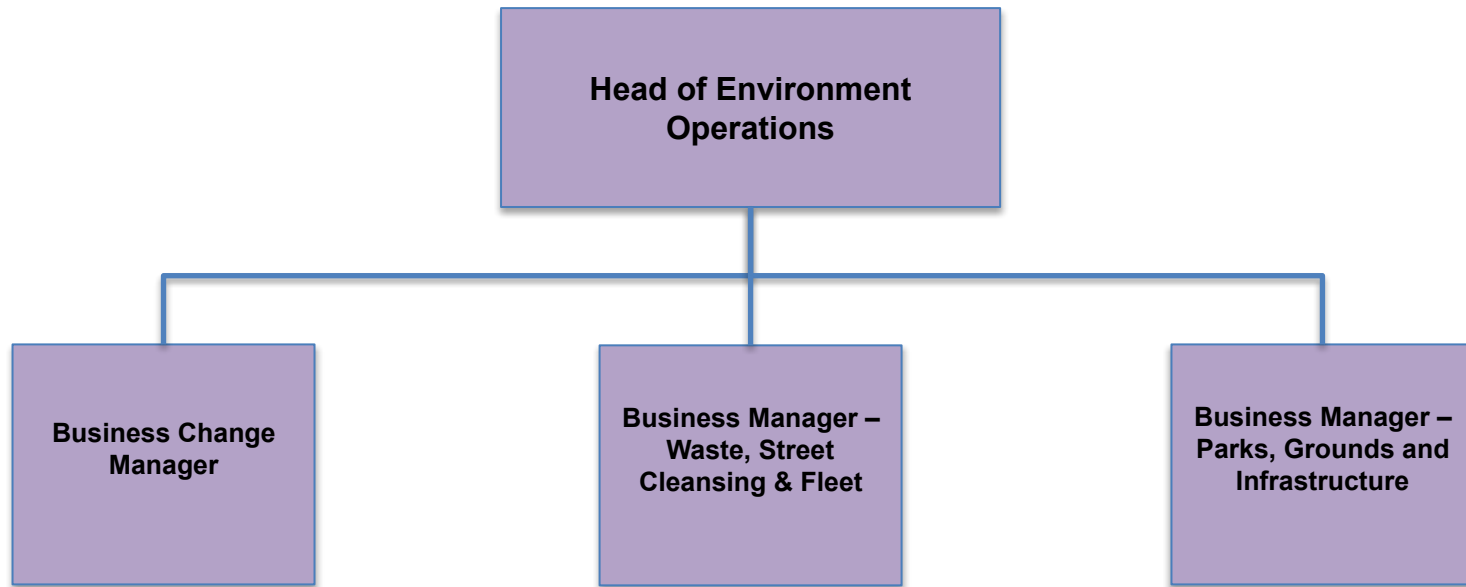 Head of Environment
Operations
Business Change
Manager
Business Manager –
Waste, Street
Cleansing & Fleet
Business Manager –
Parks, Grounds and
Infrastructure